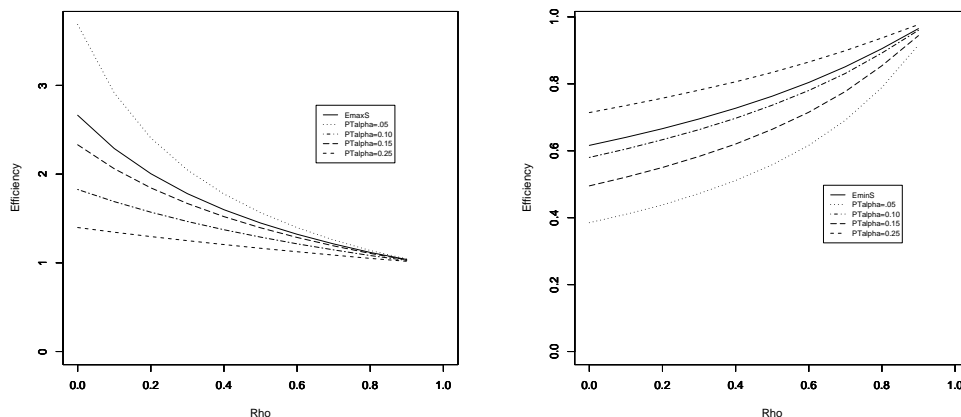 Efficiency
3
2
1
0
EmaxS
PTalpha=.05
PTalpha=0.10
PTalpha=0.15
PTalpha=0.25
0.0 0.2 0.4 0.6 0.8 1.0
Rho
Efficiency
1.0
0.8
0.6
0.4
0.2
0.0
EminS
PTalpha=.05
PTalpha=0.10
PTalpha=0.15
PTalpha=0.25
0.0 0.2 0.4 0.6 0.8 1.0
Rho